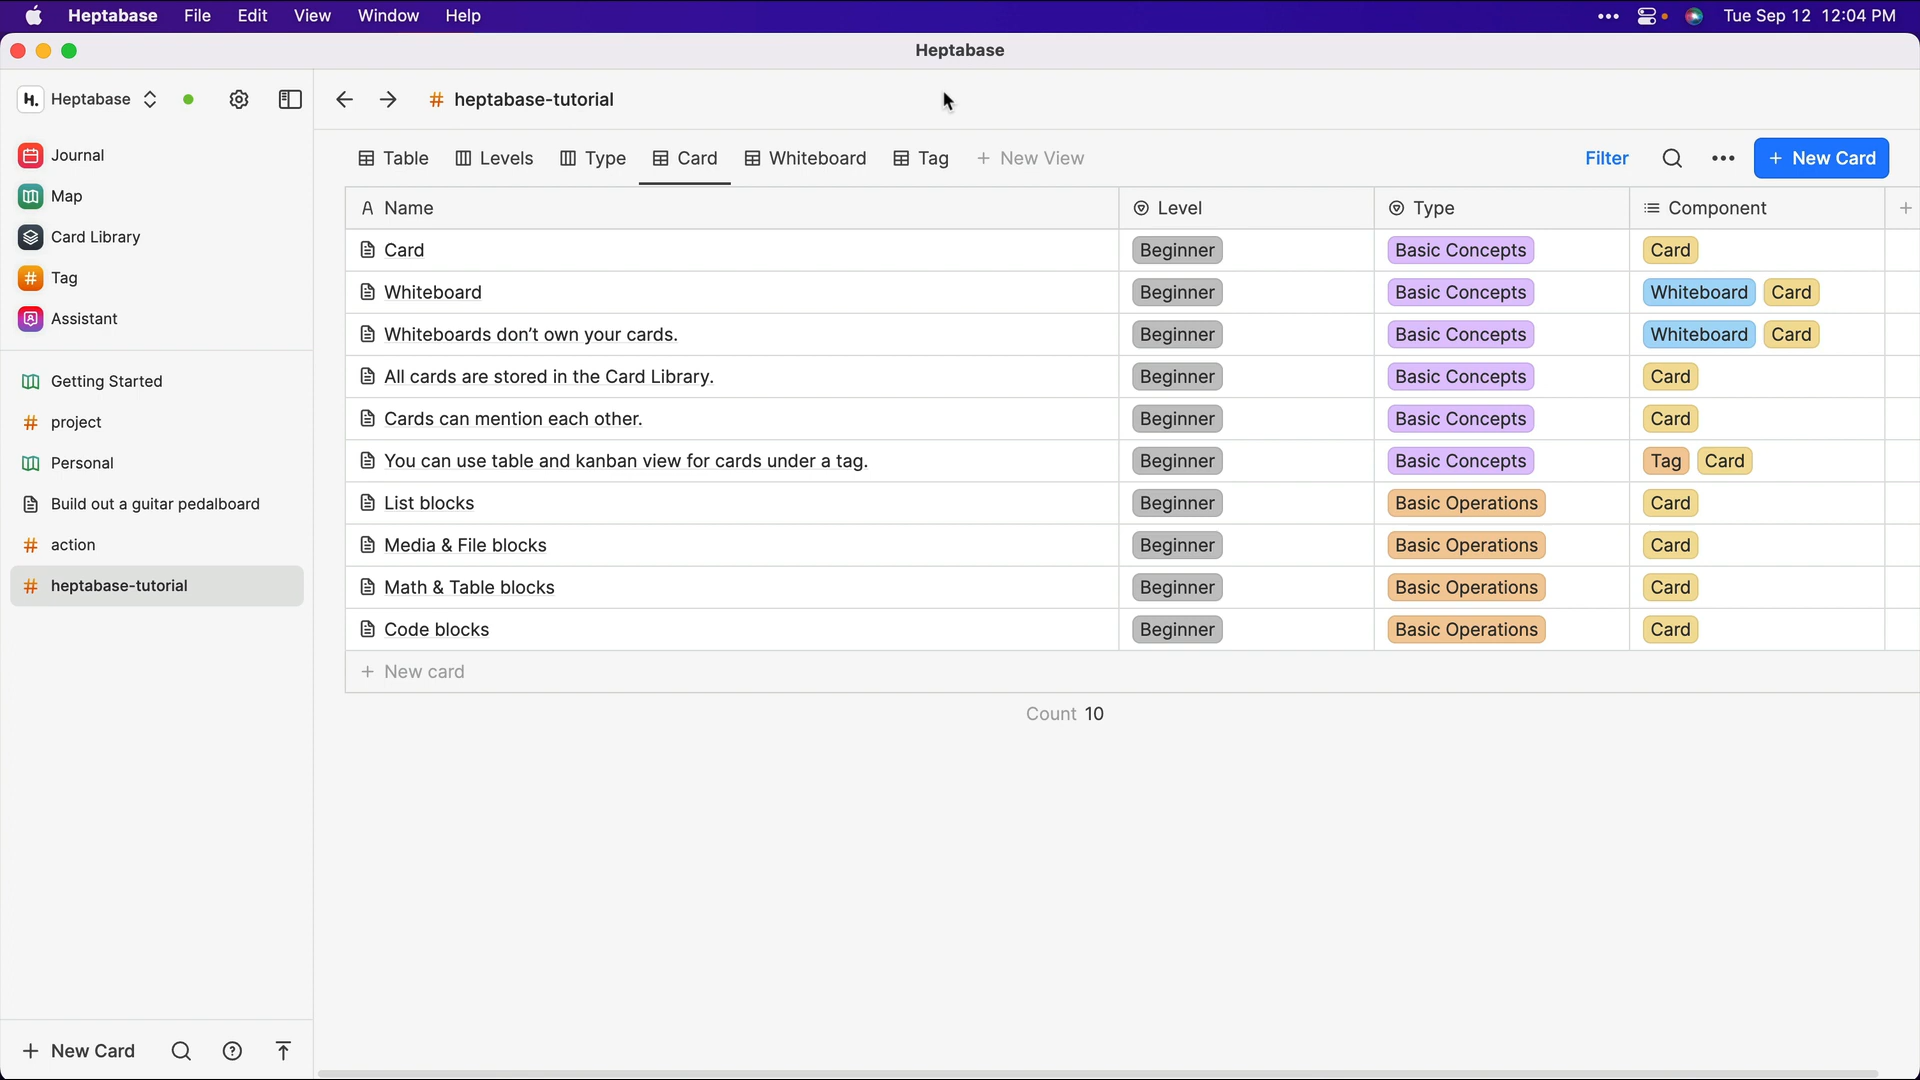 Heptabase File Edit View Window Help ••• Tue Sep 12 12:04 PM
Heptabase
H. Heptabase
# heptabase-tutorial
Journal
Map
Card Library
# Tag
Assistant
Getting Started
# project
Personal
Build out a guitar pedalboard
# action
# heptabase-tutorial
+ New Card
Table Levels Type Card Whiteboard Tag + New View Filter ••• + New Card
A Name Level Type Component +
Card Beginner Basic Concepts Card
Whiteboard Beginner Basic Concepts Whiteboard Card
Whiteboards don’t own your cards. Beginner Basic Concepts Whiteboard Card
All cards are stored in the Card Library. Beginner Basic Concepts Card
Cards can mention each other. Beginner Basic Concepts Card
You can use table and kanban view for cards under a tag. Beginner Basic Concepts Tag Card
List blocks Beginner Basic Operations Card
Media & File blocks Beginner Basic Operations Card
Math & Table blocks Beginner Basic Operations Card
Code blocks Beginner Basic Operations Card
+ New card
Count 10